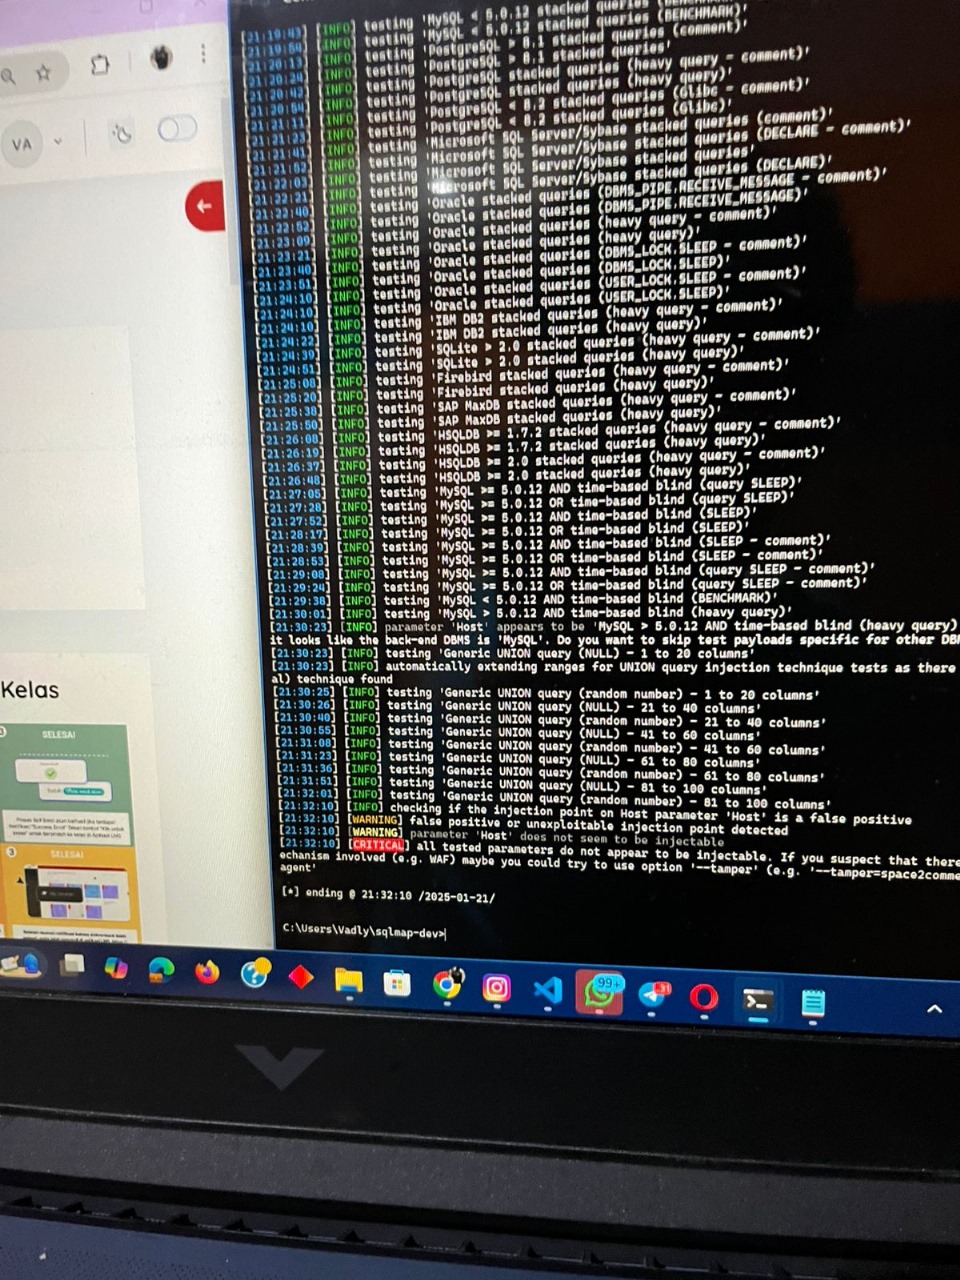 VA
Kelas
SELESAI
SELESAI
[21:19:43] [INFO] testing 'MySQL < 5.0.12 stacked queries
[21:19:54] [INFO] testing 'MySQL < 5.0.12 stacked queries (BENCHMARK)'
[21:20:13] [INFO] testing 'PostgreSQL > 8.1 stacked queries (comment)'
[21:20:24] [INFO] testing 'PostgreSQL > 8.1 stacked queries'
[21:20:42] [INFO] testing 'PostgreSQL stacked queries (heavy query - comment)'
[21:20:54] [INFO] testing 'PostgreSQL stacked queries (heavy query)'
[21:21:11] [INFO] testing 'PostgreSQL < 8.2 stacked queries (Glibc - comment)'
[21:21:23] [INFO] testing 'PostgreSQL < 8.2 stacked queries (Glibc)'
[21:21:41] [INFO] testing 'Microsoft SQL Server/Sybase stacked queries (comment)'
[21:21:52] [INFO] testing 'Microsoft SQL Server/Sybase stacked queries (DECLARE - comment)'
[21:22:03] [INFO] testing 'Microsoft SQL Server/Sybase stacked queries'
[21:22:21] [INFO] testing 'Microsoft SQL Server/Sybase stacked queries (DECLARE)'
[21:22:40] [INFO] testing 'Oracle stacked queries (DBMS_PIPE.RECEIVE_MESSAGE - comment)'
[21:22:52] [INFO] testing 'Oracle stacked queries (DBMS_PIPE.RECEIVE_MESSAGE)'
[21:23:09] [INFO] testing 'Oracle stacked queries (heavy query - comment)'
[21:23:21] [INFO] testing 'Oracle stacked queries (heavy query)'
[21:23:40] [INFO] testing 'Oracle stacked queries (DBMS_LOCK.SLEEP - comment)'
[21:23:51] [INFO] testing 'Oracle stacked queries (DBMS_LOCK.SLEEP)'
[21:24:10] [INFO] testing 'Oracle stacked queries (USER_LOCK.SLEEP - comment)'
[21:24:10] [INFO] testing 'Oracle stacked queries (USER_LOCK.SLEEP)'
[21:24:22] [INFO] testing 'IBM DB2 stacked queries (heavy query - comment)'
[21:24:39] [INFO] testing 'IBM DB2 stacked queries (heavy query)'
[21:24:51] [INFO] testing 'SQLite > 2.0 stacked queries (heavy query - comment)'
[21:25:08] [INFO] testing 'SQLite > 2.0 stacked queries (heavy query)'
[21:25:20] [INFO] testing 'Firebird stacked queries (heavy query - comment)'
[21:25:38] [INFO] testing 'Firebird stacked queries (heavy query)'
[21:25:50] [INFO] testing 'SAP MaxDB stacked queries (heavy query - comment)'
[21:26:08] [INFO] testing 'SAP MaxDB stacked queries (heavy query)'
[21:26:19] [INFO] testing 'HSQLDB >= 1.7.2 stacked queries (heavy query - comment)'
[21:26:37] [INFO] testing 'HSQLDB >= 1.7.2 stacked queries (heavy query)'
[21:26:48] [INFO] testing 'HSQLDB >= 2.0 stacked queries (heavy query - comment)'
[21:27:05] [INFO] testing 'HSQLDB >= 2.0 stacked queries (heavy query)'
[21:27:28] [INFO] testing 'MySQL >= 5.0.12 AND time-based blind (query SLEEP)'
[21:27:52] [INFO] testing 'MySQL >= 5.0.12 OR time-based blind (query SLEEP)'
[21:28:17] [INFO] testing 'MySQL >= 5.0.12 AND time-based blind (SLEEP)'
[21:28:39] [INFO] testing 'MySQL >= 5.0.12 OR time-based blind (SLEEP)'
[21:28:53] [INFO] testing 'MySQL >= 5.0.12 AND time-based blind (SLEEP - comment)'
[21:29:08] [INFO] testing 'MySQL >= 5.0.12 OR time-based blind (SLEEP - comment)'
[21:29:24] [INFO] testing 'MySQL >= 5.0.12 AND time-based blind (query SLEEP - comment)'
[21:29:38] [INFO] testing 'MySQL >= 5.0.12 OR time-based blind (query SLEEP - comment)'
[21:30:01] [INFO] testing 'MySQL < 5.0.12 AND time-based blind (BENCHMARK)'
testing 'MySQL > 5.0.12 AND time-based blind (heavy query)'
[21:30:23] [INFO] parameter 'Host' appears to be 'MySQL > 5.0.12 AND time-based blind (heavy query)
it looks like the back-end DBMS is 'MySQL'. Do you want to skip test payloads specific for other DB
[21:30:23] [INFO] testing 'Generic UNION query (NULL) - 1 to 20 columns'
[21:30:23] [INFO] automatically extending ranges for UNION query injection technique tests as there
al) technique found
[21:30:25] [INFO] testing 'Generic UNION query (random number) - 1 to 20 columns'
[21:30:26] [INFO] testing 'Generic UNION query (NULL) - 21 to 40 columns'
[21:30:40] [INFO] testing 'Generic UNION query (random number) - 21 to 40 columns'
[21:30:55] [INFO] testing 'Generic UNION query (NULL) - 41 to 60 columns'
[21:31:08] [INFO] testing 'Generic UNION query (random number) - 41 to 60 columns'
[21:31:23] [INFO] testing 'Generic UNION query (NULL) - 61 to 80 columns'
[21:31:36] [INFO] testing 'Generic UNION query (random number) - 61 to 80 columns'
[21:31:51] [INFO] testing 'Generic UNION query (NULL) - 81 to 100 columns'
[21:32:01] [INFO] testing 'Generic UNION query (random number) - 81 to 100 columns'
[21:32:10] [INFO] checking if the injection point on Host parameter 'Host' is a false positive
[21:32:10] [WARNING] false positive or unexploitable injection point detected
[21:32:10] [WARNING] parameter 'Host' does not seem to be injectable
[21:32:10] [CRITICAL] all tested parameters do not appear to be injectable. If you suspect that there
echanism involved (e.g. WAF) maybe you could try to use option '--tamper' (e.g. '--tamper=space2comme
agent'
[*] ending @ 21:32:10 /2025-01-21/
C:\Users\Vadly\sqlmap-dev>
99+
31